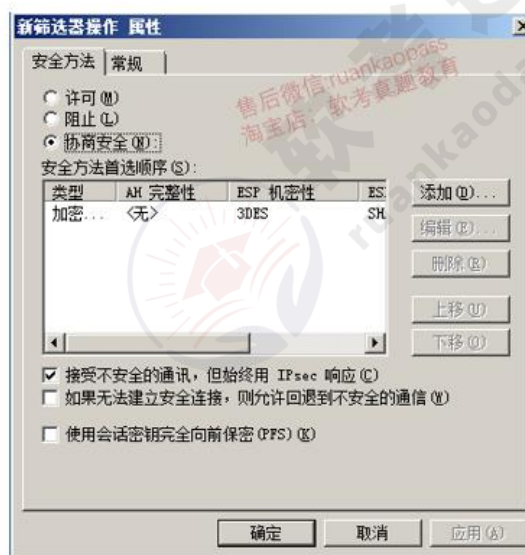 新筛选器操作 属性
安全方法 常规
许可(M)
阻止(L)
协商安全(N):
安全方法首选顺序(S):
类型 AH 完整性 ESP 机密性 ES
加密... <无> 3DES SH
添加(D)...
编辑(E)...
删除(R)
上移(U)
下移(O)
接受不安全的通讯，但始终用 IPsec 响应(C)
如果无法建立安全连接，则允许回退到不安全的通信(W)
使用会话密钥完全向前保密(PFS)(K)
确定 取消 应用(A)
售后微信:ruankaopass
淘宝店：软考真题教育